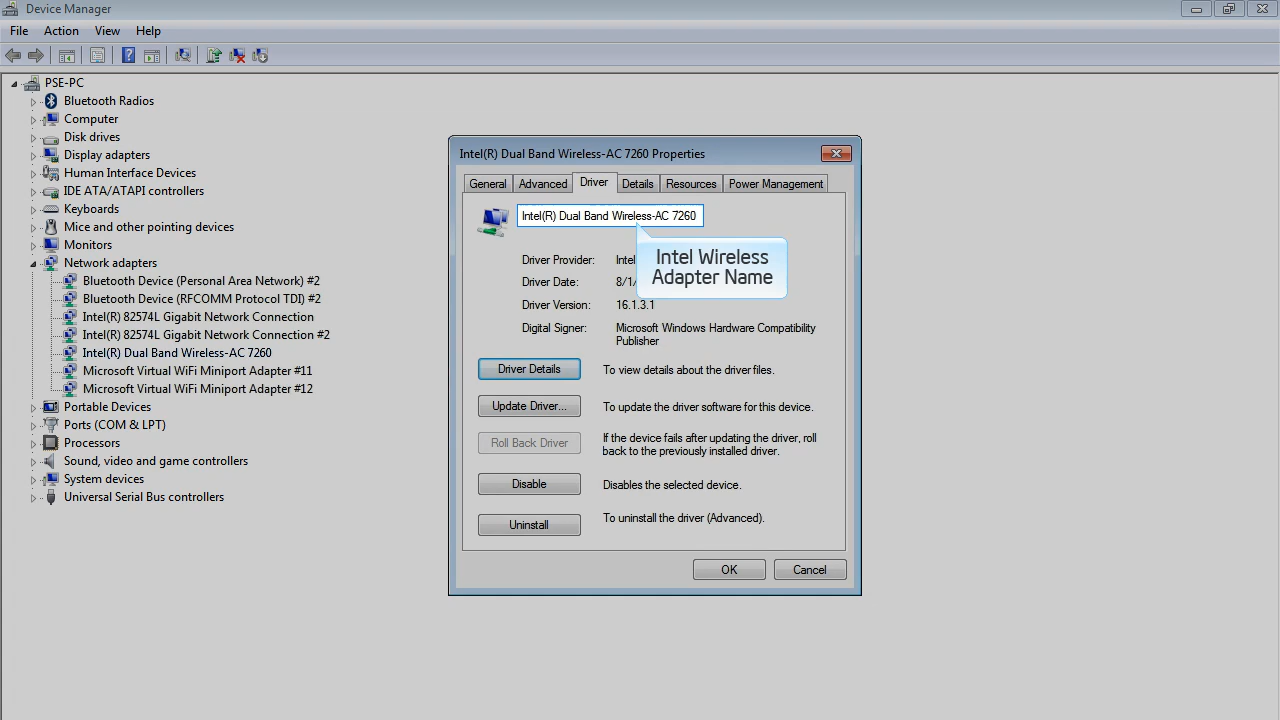 Device Manager
File Action View Help
PSE-PC
Bluetooth Radios
Computer
Disk drives
Display adapters
Human Interface Devices
IDE ATA/ATAPI controllers
Keyboards
Mice and other pointing devices
Monitors
Network adapters
Bluetooth Device (Personal Area Network) #2
Bluetooth Device (RFCOMM Protocol TDI) #2
Intel(R) 82574L Gigabit Network Connection
Intel(R) 82574L Gigabit Network Connection #2
Intel(R) Dual Band Wireless-AC 7260
Microsoft Virtual WiFi Miniport Adapter #11
Microsoft Virtual WiFi Miniport Adapter #12
Portable Devices
Ports (COM & LPT)
Processors
Sound, video and game controllers
System devices
Universal Serial Bus controllers
Intel(R) Dual Band Wireless-AC 7260 Properties
General Advanced Driver Details Resources Power Management
Intel(R) Dual Band Wireless-AC 7260
Intel Wireless
Adapter Name
Driver Provider: Intel
Driver Date: 8/1/
Driver Version: 16.1.3.1
Digital Signer: Microsoft Windows Hardware Compatibility
Publisher
Driver Details To view details about the driver files.
Update Driver... To update the driver software for this device.
Roll Back Driver If the device fails after updating the driver, roll
back to the previously installed driver.
Disable Disables the selected device.
Uninstall To uninstall the driver (Advanced).
OK Cancel